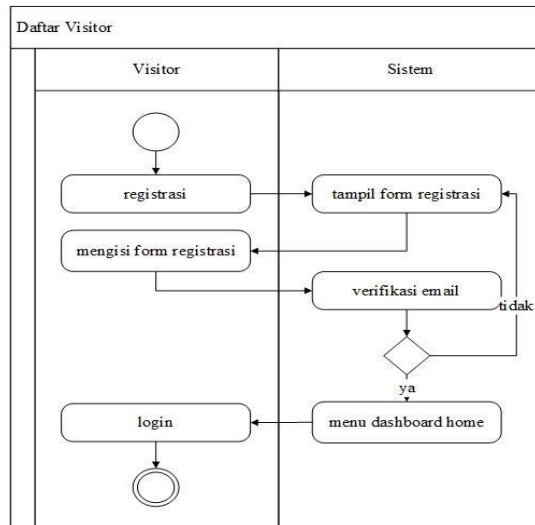 Daftar Visitor
Visitor
Sistem
registrasi
tampil form registrasi
mengisi form registrasi
verifikasi email
tidak
ya
login
menu dashboard home